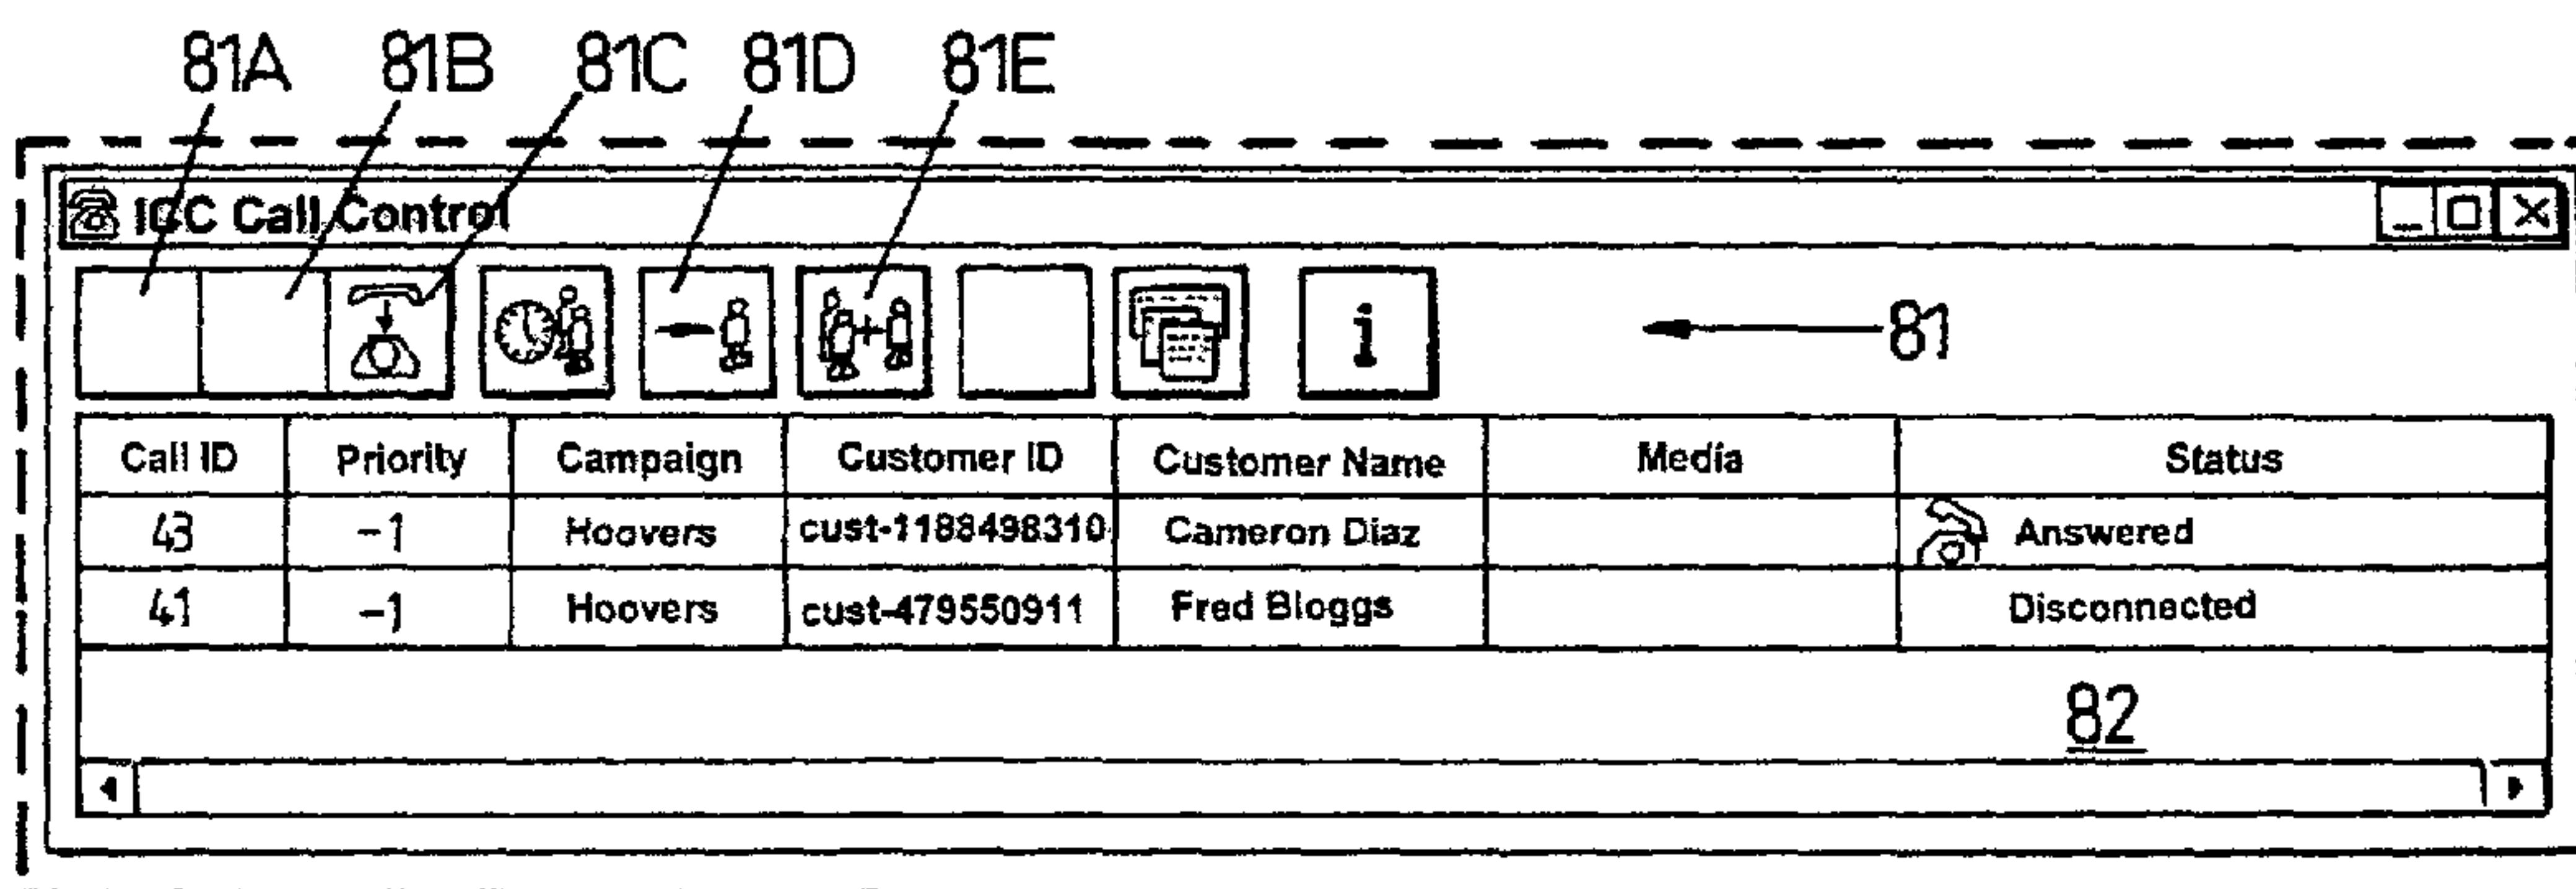 81A 81B 81C 81D 81E
ICC Call Control
i
81
Call ID Priority Campaign Customer ID Customer Name Media Status
43 -1 Hoovers cust-1188498310 Cameron Diaz Answered
41 -1 Hoovers cust-479550911 Fred Bloggs Disconnected
82